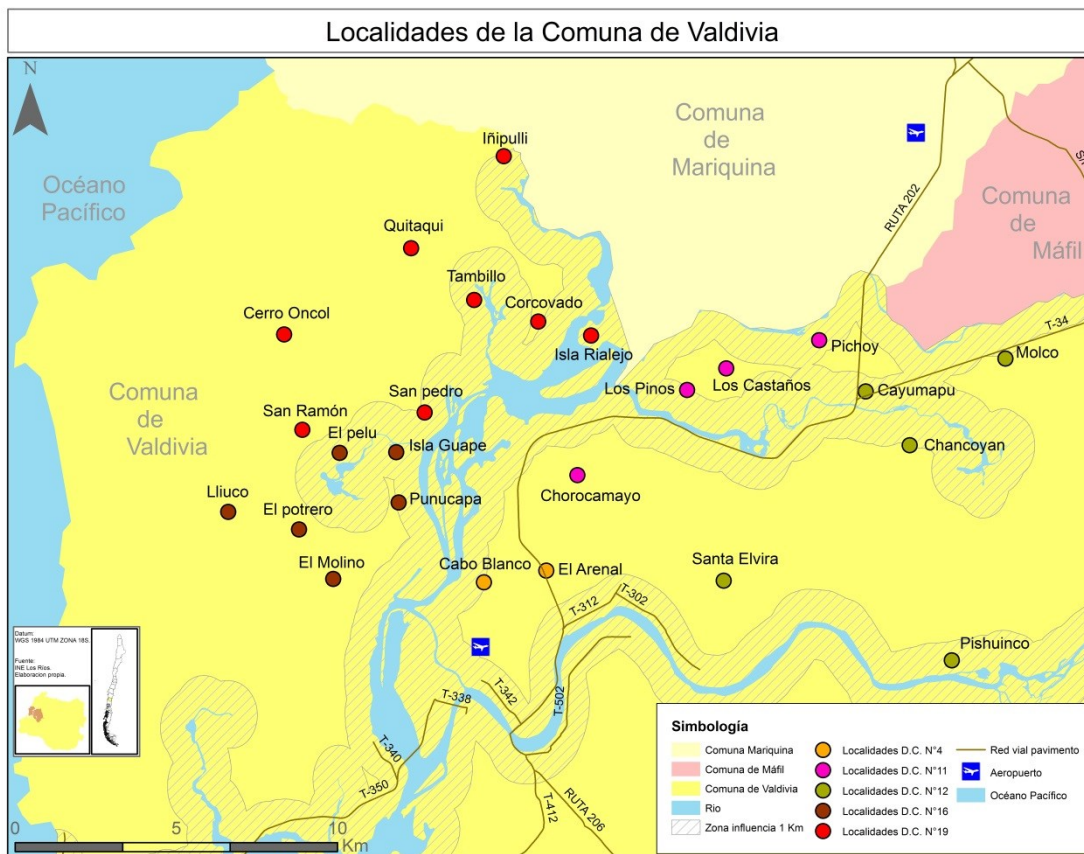 Localidades de la Comuna de Valdivia
N
Océano
Pacífico
Comuna
de
Mariquina
Comuna
de
Máfil
Comuna
de
Valdivia
Iñipulli
Quitaqui
Tambillo
Corcovado
Cerro Oncol
Isla Rialejo
Pichoy
Molco
Los Pinos
Los Castaños
Cayumapu
San pedro
San Ramón
El pelu
Isla Guape
Chancoyan
Chorocamayo
Lliuco
Punucapa
El potrero
El Molino
Cabo Blanco
El Arenal
Santa Elvira
Pishuinco
RUTA 202
T-34
T-312
T-302
T-502
T-342
T-338
T-340
T-350
T-412
RUTA 206
Datum:
WGS 1984 UTM ZONA 18S.
Fuente:
INE Los Ríos.
Elaboracion propia.
0
5
10
Km
Simbología
Comuna Mariquina
Comuna de Máfil
Comuna de Valdivia
Rio
Zona influencia 1 Km
Localidades D.C. N°4
Localidades D.C. N°11
Localidades D.C. N°12
Localidades D.C. N°16
Localidades D.C. N°19
Red vial pavimento
Aeropuerto
Océano Pacífico